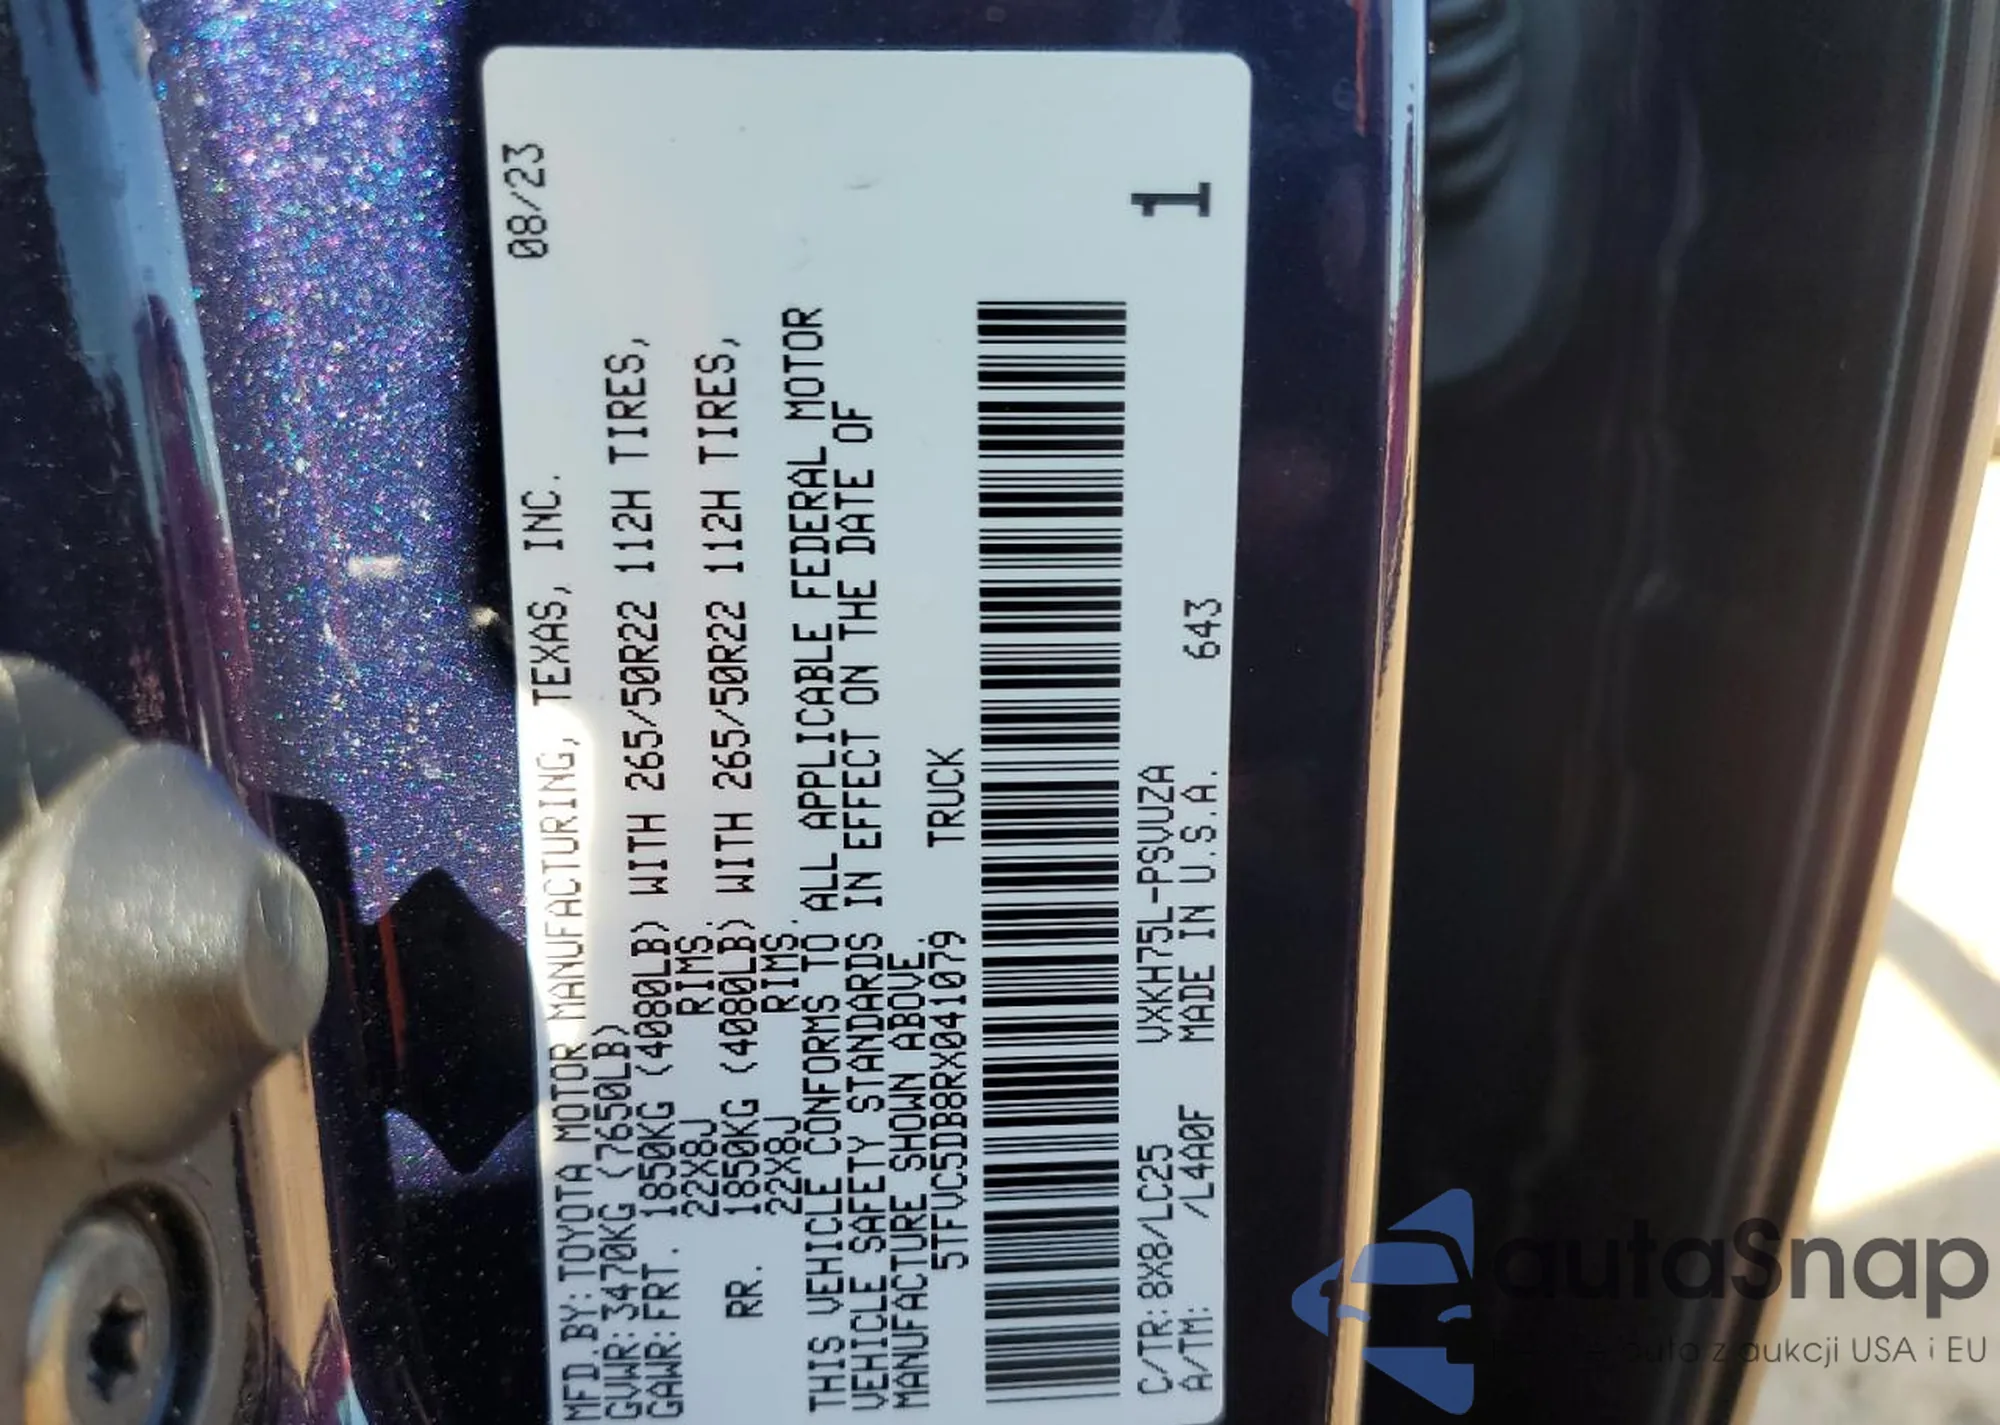 MFD.BY:TOYOTA MOTOR MANUFACTURING, TEXAS, INC. 08/23
GVWR:3470KG (7650LB)
GAWR:FRT. 1850KG (4080LB) WITH 265/50R22 112H TIRES,
22X8J RIMS.
RR. 1850KG (4080LB) WITH 265/50R22 112H TIRES,
22X8J RIMS.
THIS VEHICLE CONFORMS TO ALL APPLICABLE FEDERAL MOTOR
VEHICLE SAFETY STANDARDS IN EFFECT ON THE DATE OF
MANUFACTURE SHOWN ABOVE.
5TFVC5DB8RX041079 TRUCK
C/TR:8X8/LC25 VXKH75L-PSVUZA 1
A/TM: /L4A0F MADE IN U.S.A. 643
autaSnap
auta z aukcji USA i EU